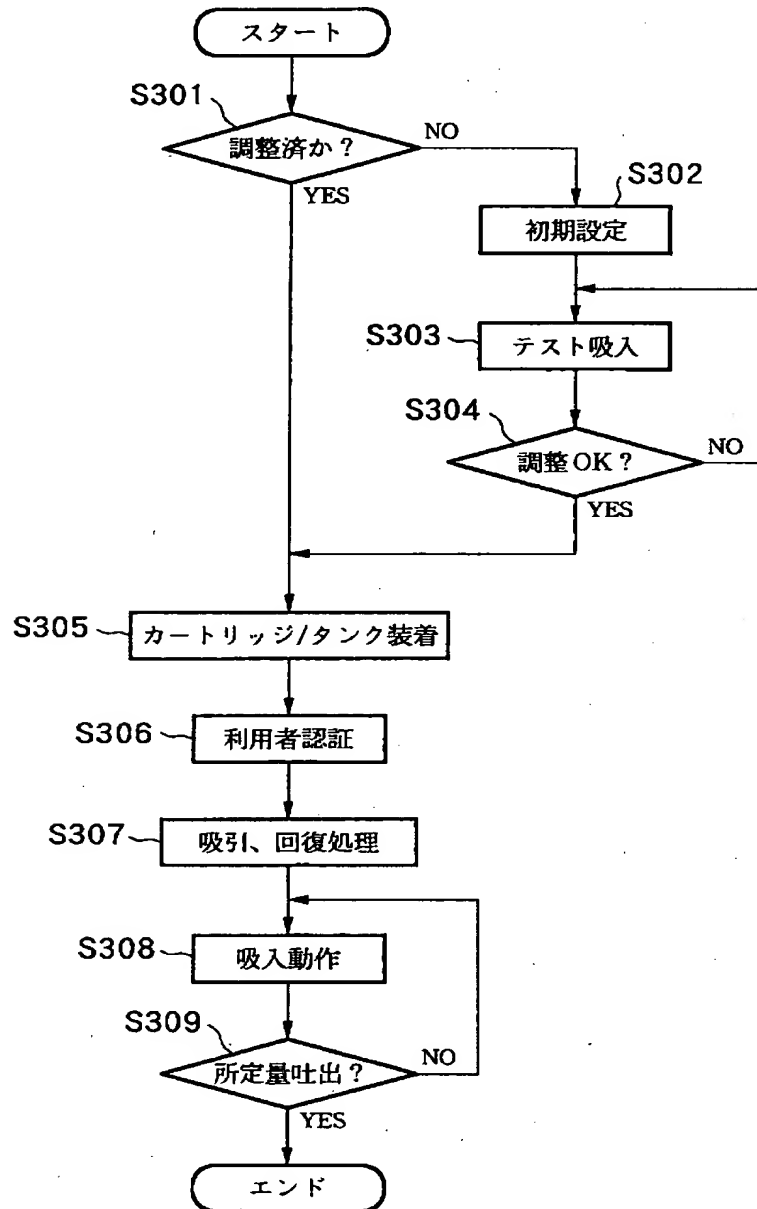 スタート
S301
調整済か?
NO
YES
S302
初期設定
S303
テスト吸入
S304
調整OK?
NO
YES
S305
カートリッジ/タンク装着
S306
利用者認証
S307
吸引、回復処理
S308
吸入動作
S309
所定量吐出?
NO
YES
エンド